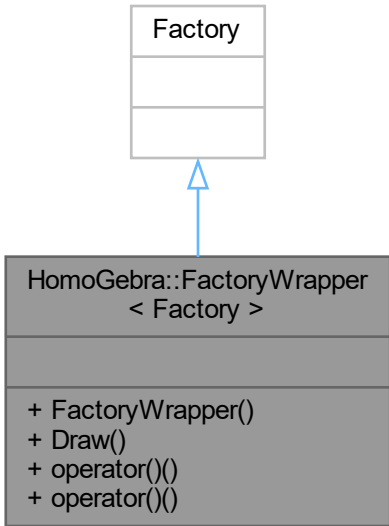 Factory
HomoGebra::FactoryWrapper
< Factory >
+ FactoryWrapper()
+ Draw()
+ operator()()
+ operator()()